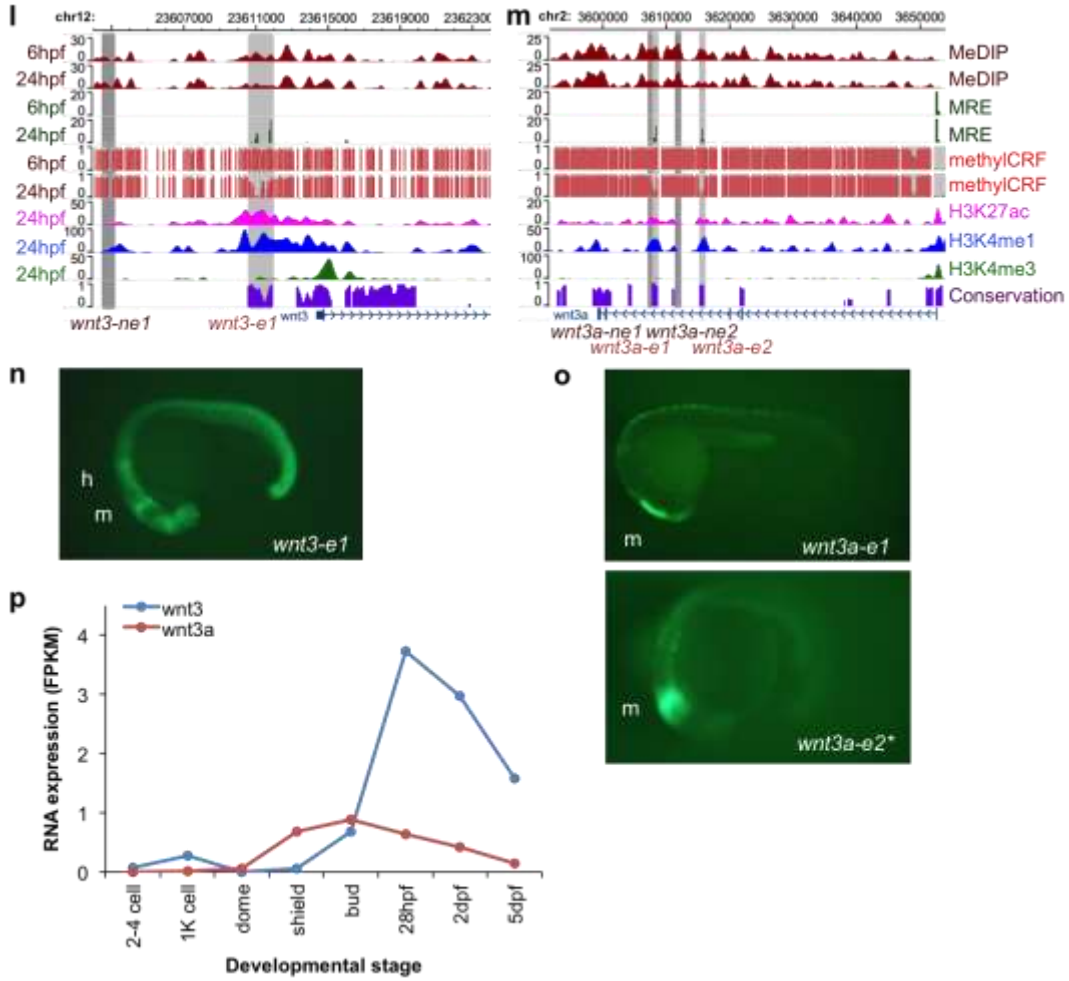 l
chr12: 23607000 23611000 23615000 23619000 23623000
6hpf 30 0
24hpf 30 0
6hpf 20 0
24hpf 20 0
6hpf 1 0
24hpf 1 0
24hpf 50 0
24hpf 100 0
24hpf 50 0
1 0
wnt3
wnt3-ne1 wnt3-e1
m
chr2: 3600000 3610000 3620000 3630000 3640000 3650000
25 0 MeDIP
25 0 MeDIP
20 0 MRE
20 0 MRE
1 0 methylCRF
1 0 methylCRF
50 0 H3K27ac
50 0 H3K4me1
100 0 H3K4me3
1 0 Conservation
wnt3a
wnt3a-ne1 wnt3a-ne2
wnt3a-e1 wnt3a-e2
n
h
m
wnt3-e1
o
m
wnt3a-e1
m
wnt3a-e2*
p
wnt3
wnt3a
RNA expression (FPKM)
4
3
2
1
0
2-4 cell
1K cell
dome
shield
bud
28hpf
2dpf
5dpf
Developmental stage